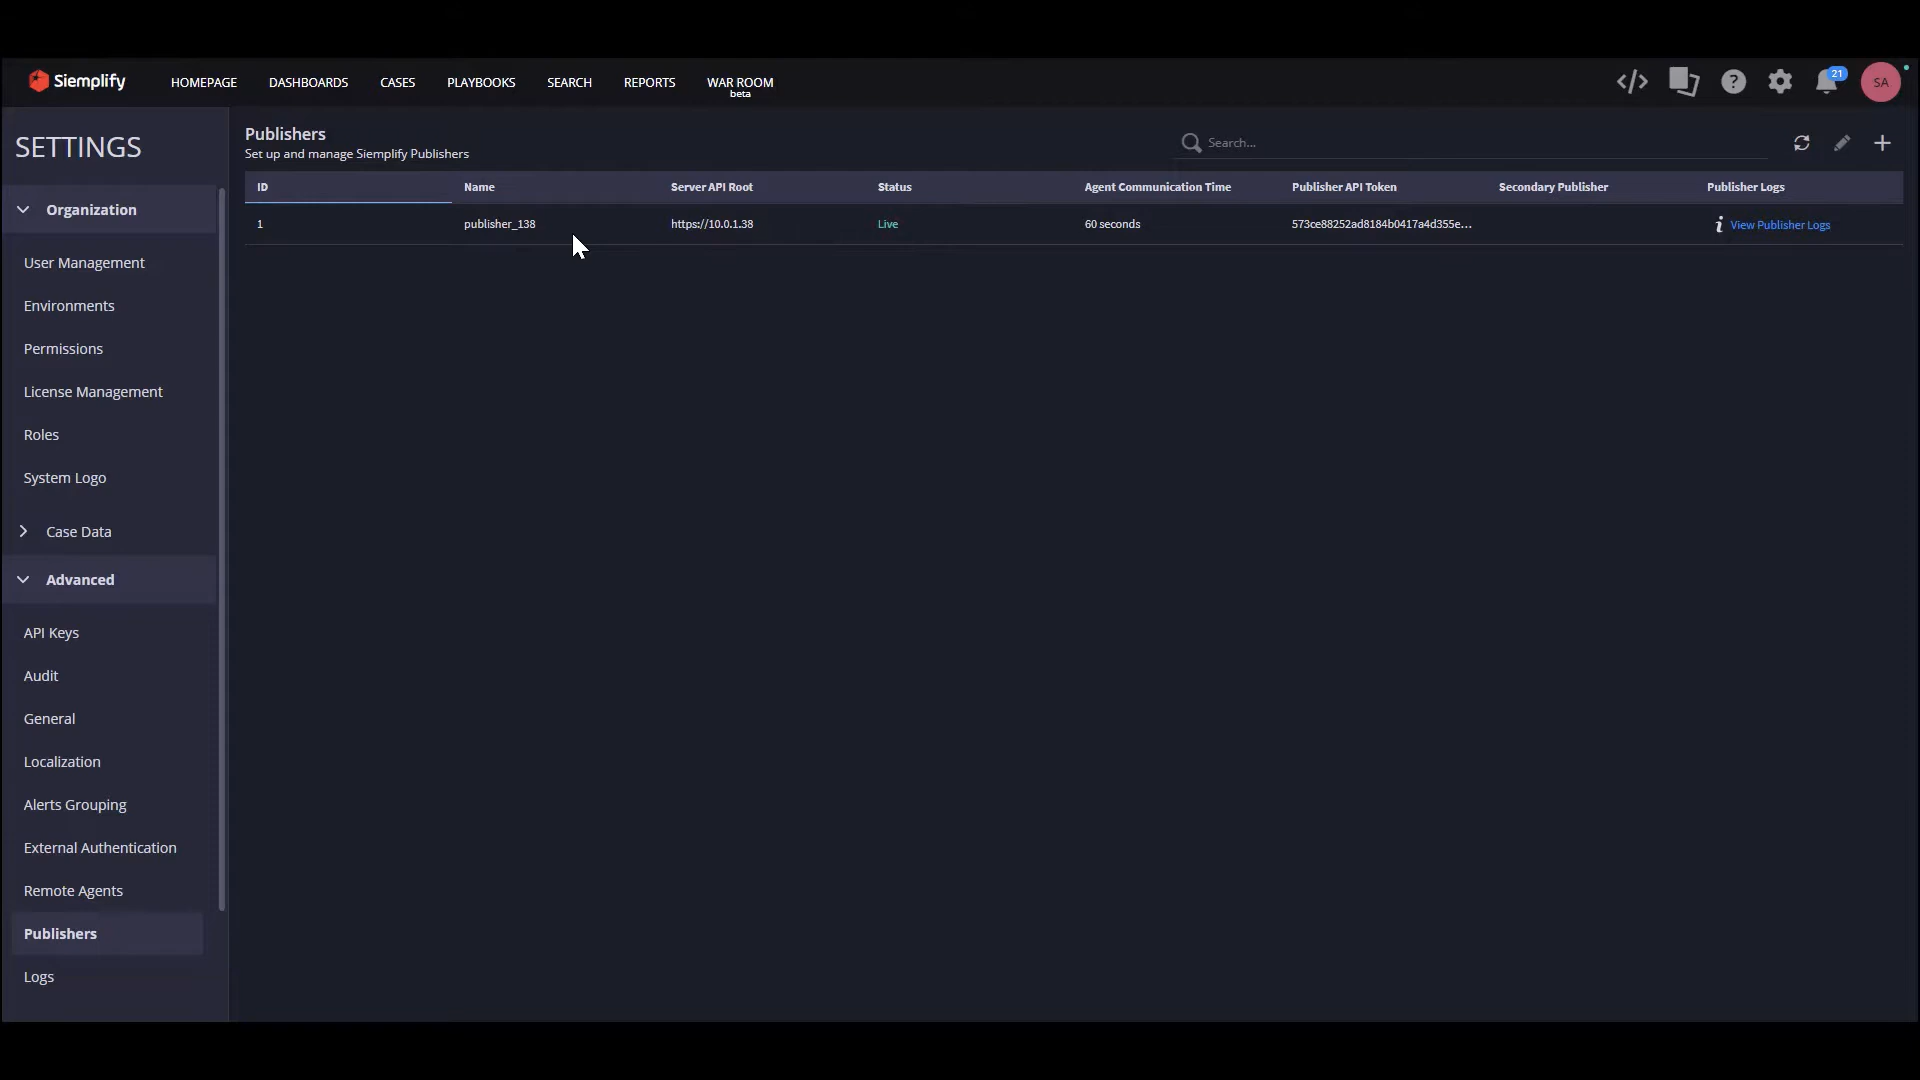 Siemplify
HOMEPAGE
DASHBOARDS
CASES
PLAYBOOKS
SEARCH
REPORTS
WAR ROOM
beta
?
21
SA
SETTINGS
Organization
User Management
Environments
Permissions
License Management
Roles
System Logo
Case Data
Advanced
API Keys
Audit
General
Localization
Alerts Grouping
External Authentication
Remote Agents
Publishers
Logs
Publishers
Set up and manage Siemplify Publishers
Search...
ID Name Server API Root Status Agent Communication Time Publisher API Token Secondary Publisher Publisher Logs
1 publisher_138 https://10.0.1.38 Live 60 seconds 573ce88252ad8184b0417a4d355e... View Publisher Logs